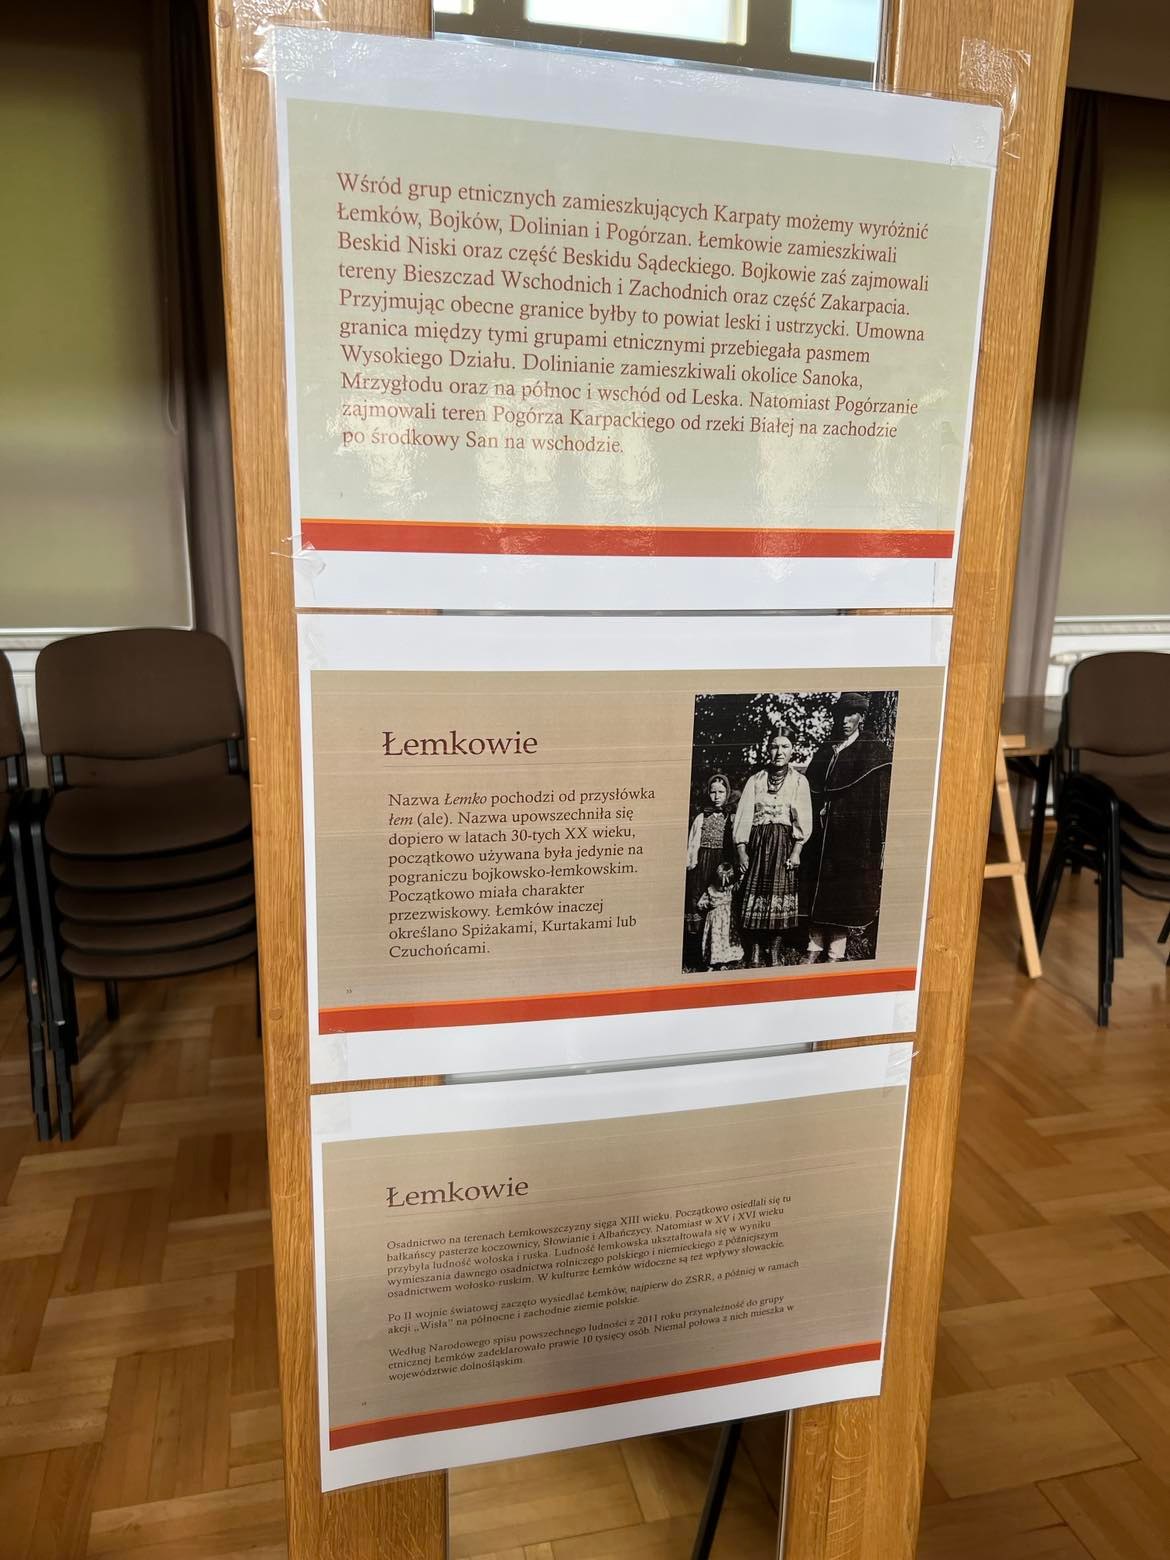 Wśród grup etnicznych zamieszkujących Karpaty możemy wyróżnić
Łemków, Bojków, Dolinian i Pogórzan. Łemkowie zamieszkiwali
Beskid Niski oraz część Beskidu Sądeckiego. Bojkowie zaś zajmowali
tereny Bieszczad Wschodnich i Zachodnich oraz część Zakarpacia.
Przyjmując obecne granice byłby to powiat leski i ustrzycki. Umowna
granica między tymi grupami etnicznymi przebiegała pasmem
Wysokiego Działu. Dolinianie zamieszkiwali okolice Sanoka,
Mrzygłodu oraz na północ i wschód od Leska. Natomiast Pogórzanie
zajmowali teren Pogórza Karpackiego od rzeki Białej na zachodzie
po środkowy San na wschodzie.
Łemkowie
Nazwa Łemko pochodzi od przysłówka
łem (ale). Nazwa upowszechniła się
dopiero w latach 30-tych XX wieku,
początkowo używana była jedynie na
pograniczu bojkowsko-łemkowskim.
Początkowo miała charakter
przezwiskowy. Łemków inaczej
określano Spiżakami, Kurtakami lub
Czuchońcami.
Łemkowie
Osadnictwo na terenach Łemkowszczyzny sięga XIII wieku. Początkowo osiedlali się tu
bałkańscy pasterze koczownicy, Słowianie i Albańczycy. Natomiast w XV i XVI wieku
przybyła ludność wołoska i ruska. Ludność łemkowska ukształtowała się w wyniku
wymieszania dawnego osadnictwa rolniczego polskiego i niemieckiego z późniejszym
osadnictwem wołosko-ruskim. W kulturze Łemków widoczne są też wpływy słowackie.
Po II wojnie światowej zaczęto wysiedlać Łemków, najpierw do ZSRR, a później w ramach
akcji „Wisła" na północne i zachodnie ziemie polskie.
Według Narodowego spisu powszechnego ludności z 2011 roku przynależność do grupy
etnicznej Łemków zadeklarowało prawie 10 tysięcy osób. Niemal połowa z nich mieszka w
województwie dolnośląskim.